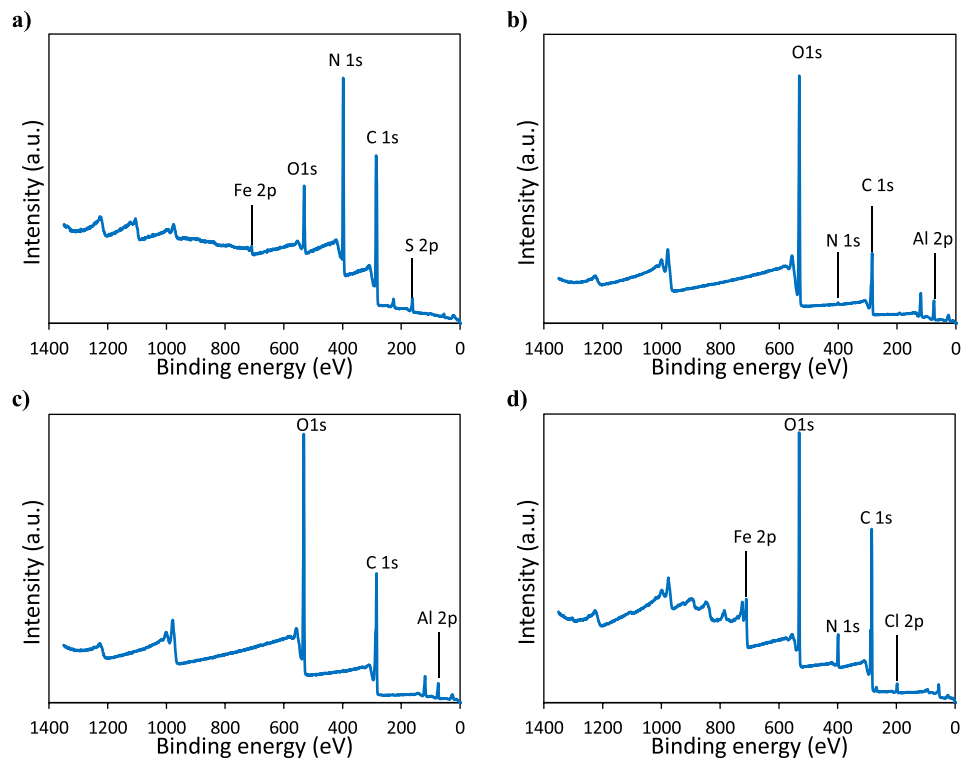 a)
N 1s
C 1s
O1s
Fe 2p
S 2p
Intensity (a.u.)
1400 1200 1000 800 600 400 200 0
Binding energy (eV)
b)
O1s
C 1s
N 1s
Al 2p
Intensity (a.u.)
1400 1200 1000 800 600 400 200 0
Binding energy (eV)
c)
O1s
C 1s
Al 2p
Intensity (a.u.)
1400 1200 1000 800 600 400 200 0
Binding energy (eV)
d)
O1s
C 1s
Fe 2p
N 1s
Cl 2p
Intensity (a.u.)
1400 1200 1000 800 600 400 200 0
Binding energy (eV)